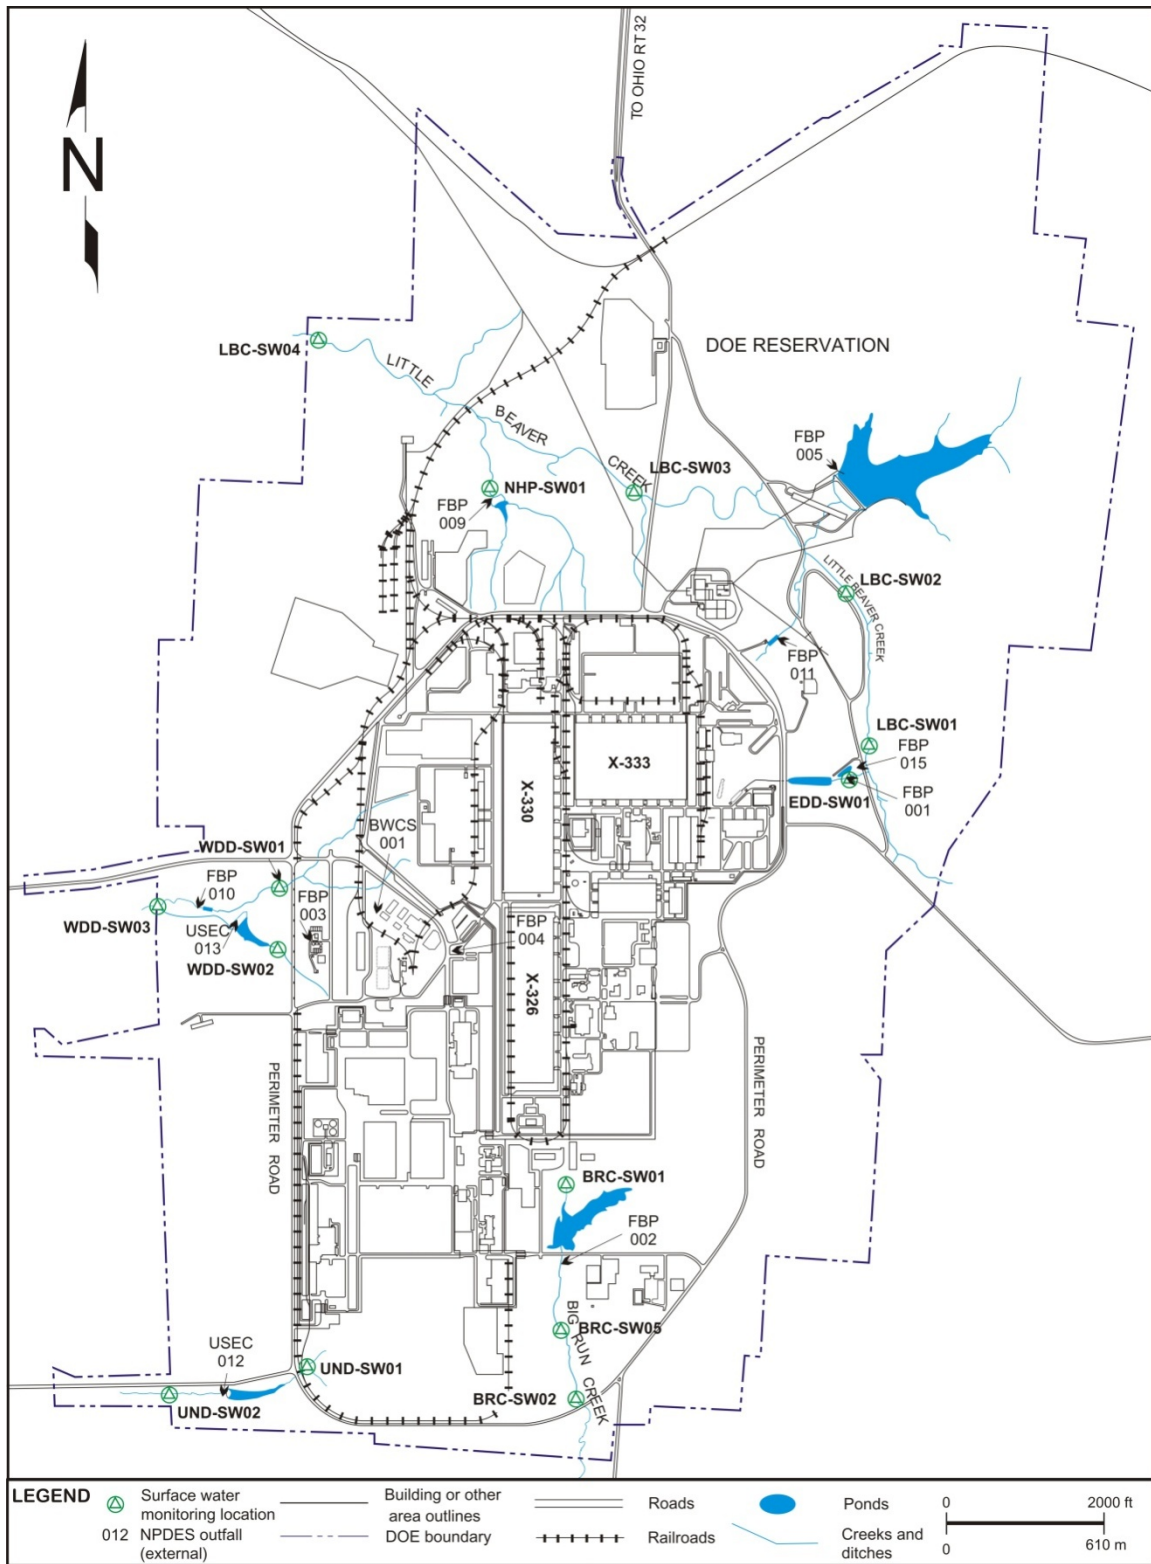 TO OHIO RT 32
N
DOE RESERVATION
LBC-SW04
LITTLE
BEAVER
CREEK
FBP
005
LBC-SW03
NHP-SW01
FBP
009
LBC-SW02
LITTLE BEAVER CREEK
FBP
011
LBC-SW01
FBP
015
X-333
X-330
EDD-SW01
FBP
001
BWCS
001
WDD-SW01
FBP
010
FBP
003
WDD-SW03
USEC
013
FBP
004
WDD-SW02
X-326
PERIMETER ROAD
PERIMETER ROAD
BRC-SW01
FBP
002
BIG RUN CREEK
BRC-SW05
USEC
012
UND-SW01
BRC-SW02
UND-SW02
LEGEND
Surface water
monitoring location
012 NPDES outfall
(external)
Building or other
area outlines
DOE boundary
Roads
Railroads
Ponds
Creeks and
ditches
0 2000 ft
0 610 m